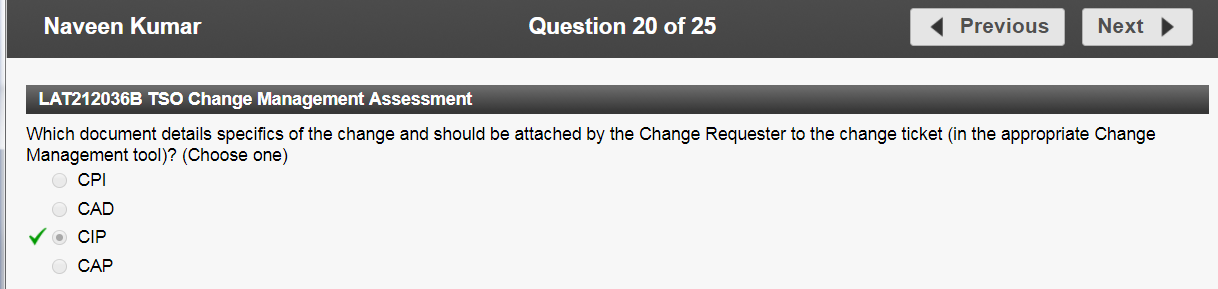 Naveen Kumar
Question 20 of 25
Previous
Next
LAT212036B TSO Change Management Assessment
Which document details specifics of the change and should be attached by the Change Requester to the change ticket (in the appropriate Change
Management tool)? (Choose one)
CPI
CAD
CIP
CAP